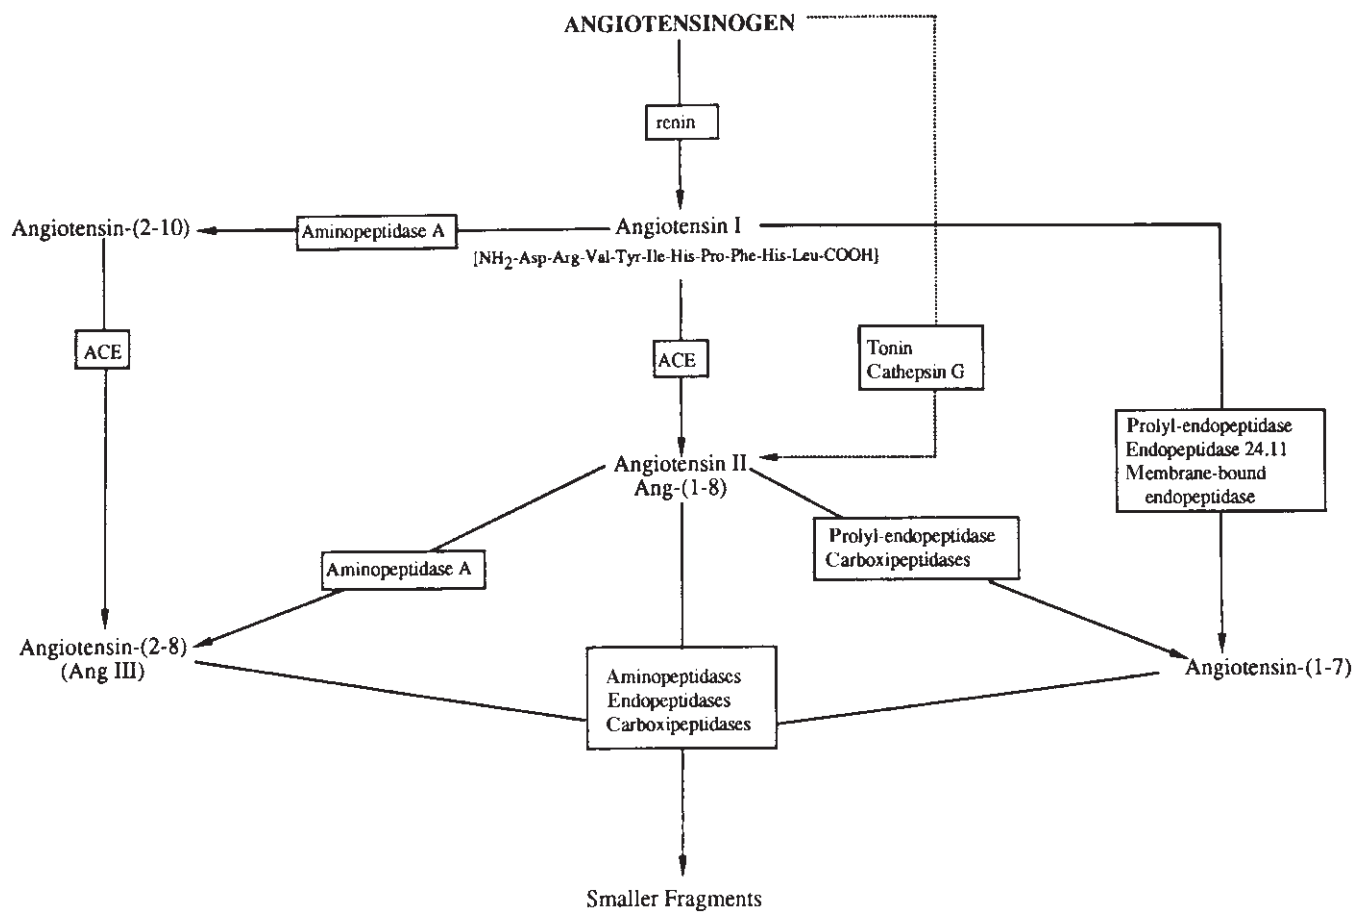 ANGIOTENSINOGEN
renin
Angiotensin-(2-10)
Aminopeptidase A
Angiotensin I
[NH2-Asp-Arg-Val-Tyr-Ile-His-Pro-Phe-His-Leu-COOH]
ACE
ACE
Tonin
Cathepsin G
Prolyl-endopeptidase
Endopeptidase 24.11
Membrane-bound
endopeptidase
Angiotensin II
Ang-(1-8)
Prolyl-endopeptidase
Carboxipeptidases
Aminopeptidase A
Angiotensin-(2-8)
(Ang III)
Aminopeptidases
Endopeptidases
Carboxipeptidases
Angiotensin-(1-7)
Smaller Fragments